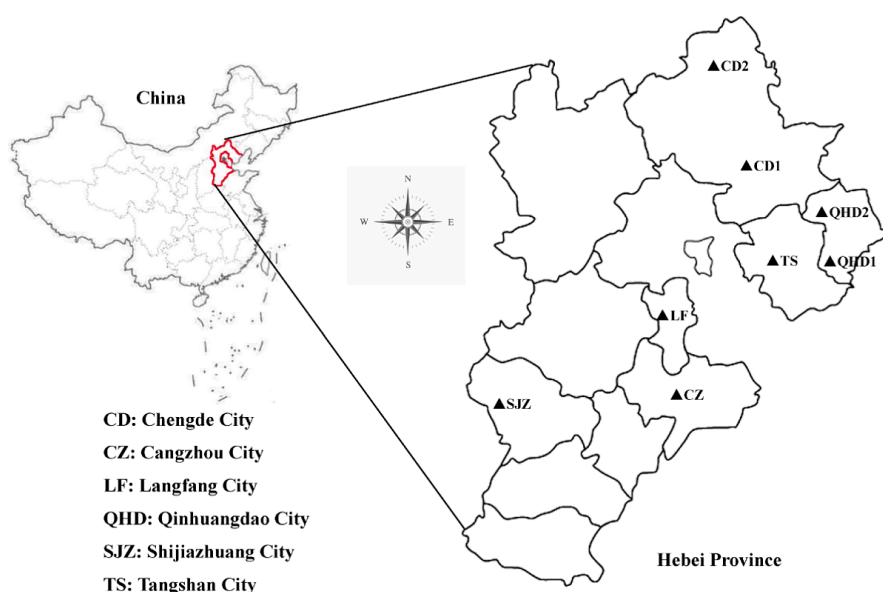 China
N
W E
S
CD: Chengde City
CZ: Cangzhou City
LF: Langfang City
QHD: Qinhuangdao City
SJZ: Shijiazhuang City
TS: Tangshan City
▲CD2
▲CD1
▲QHD2
▲TS
▲QHD1
▲LF
▲CZ
▲SJZ
Hebei Province